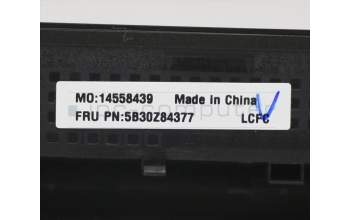 MO:14558439 Made in China
FRU PN:5B30Z84377 LCFC